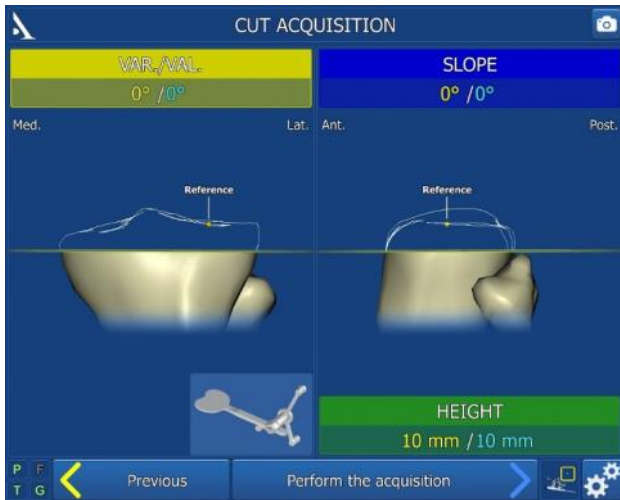 CUT ACQUISITION
VAR./VAL.
0° /0°
SLOPE
0° /0°
Med.
Lat.
Ant.
Post.
Reference
Reference
HEIGHT
10 mm /10 mm
P F
T G
Previous
Perform the acquisition